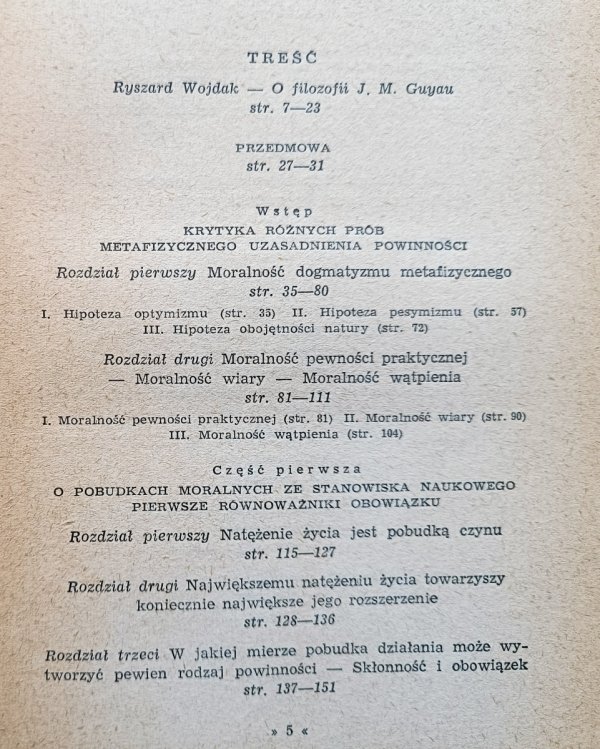 TREŚĆ
Ryszard Wojdak — O filozofii J. M. Guyau
str. 7—23
PRZEDMOWA
str. 27—31
Wstęp
KRYTYKA RÓŻNYCH PRÓB
METAFIZYCZNEGO UZASADNIENIA POWINNOŚCI
Rozdział pierwszy Moralność dogmatyzmu metafizycznego
str. 35—80
I. Hipoteza optymizmu (str. 35) II. Hipoteza pesymizmu (str. 57)
III. Hipoteza obojętności natury (str. 72)
Rozdział drugi Moralność pewności praktycznej
— Moralność wiary — Moralność wątpienia
str. 81—111
I. Moralność pewności praktycznej (str. 81) II. Moralność wiary (str. 90)
III. Moralność wątpienia (str. 104)
Część pierwsza
O POBUDKACH MORALNYCH ZE STANOWISKA NAUKOWEGO
PIERWSZE RÓWNOWAŻNIKI OBOWIĄZKU
Rozdział pierwszy Natężenie życia jest pobudką czynu
str. 115—127
Rozdział drugi Największemu natężeniu życia towarzyszy
koniecznie największe jego rozszerzenie
str. 128—136
Rozdział trzeci W jakiej mierze pobudka działania może wy-
tworzyć pewien rodzaj powinności — Skłonność i obowiązek
str. 137—151
» 5 «